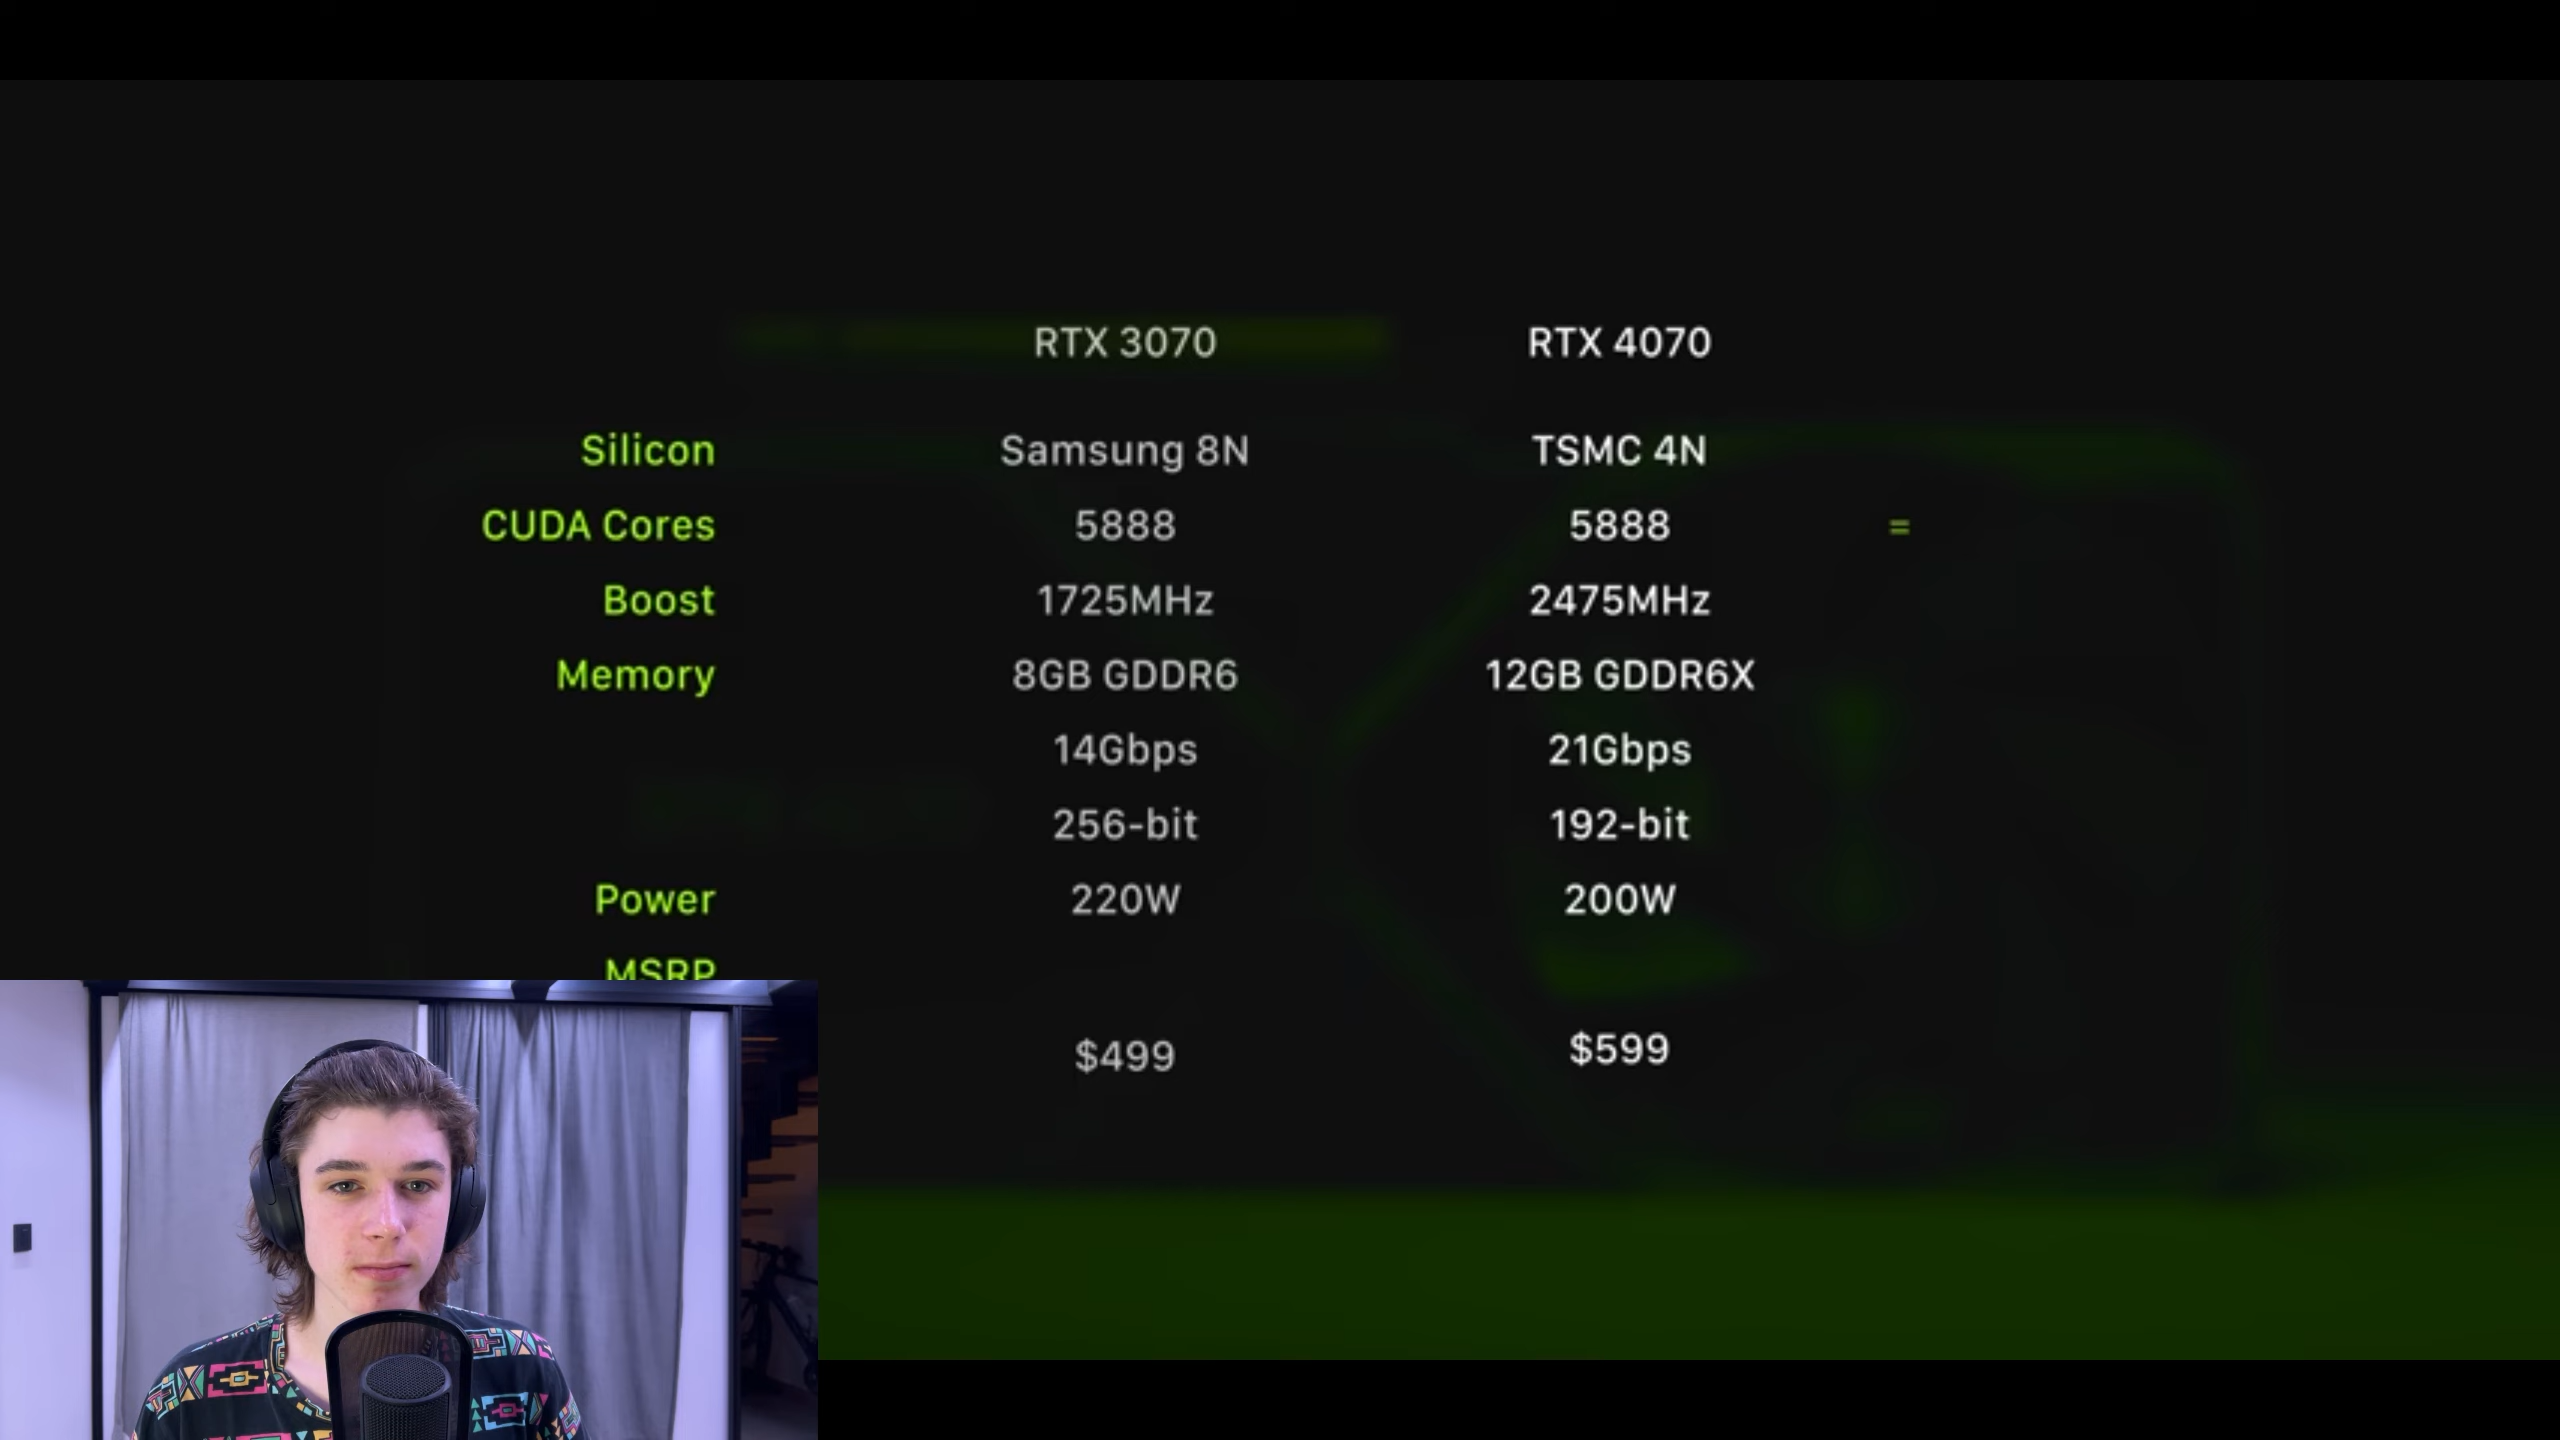 RTX 3070 RTX 4070
Silicon Samsung 8N TSMC 4N
CUDA Cores 5888 5888 =
Boost 1725MHz 2475MHz
Memory 8GB GDDR6 12GB GDDR6X
14Gbps 21Gbps
256-bit 192-bit
Power 220W 200W
MSRP
$499 $599